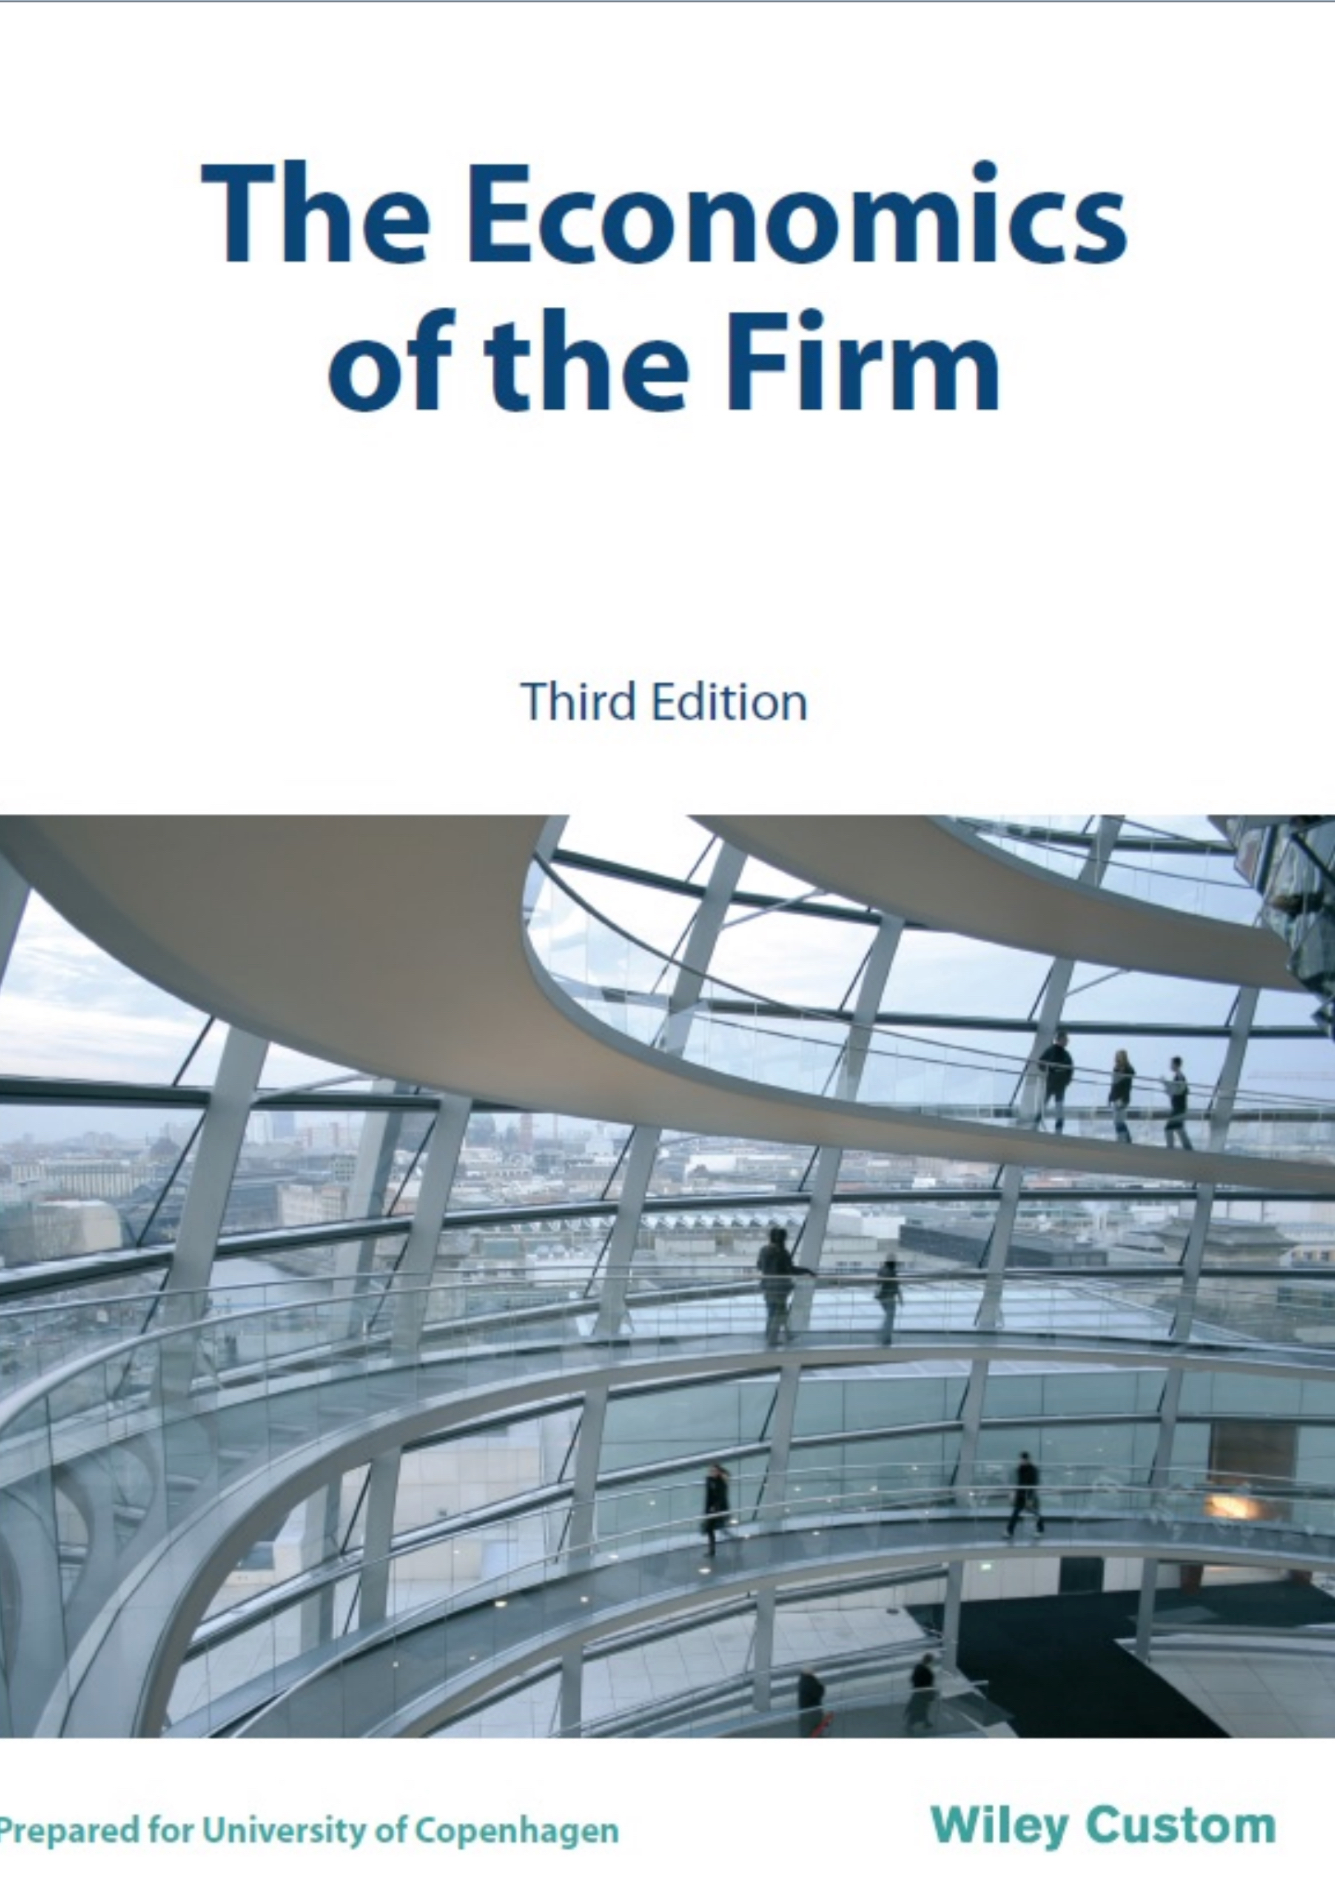 The Economics
of the Firm
Third Edition
Prepared for University of Copenhagen
Wiley Custom